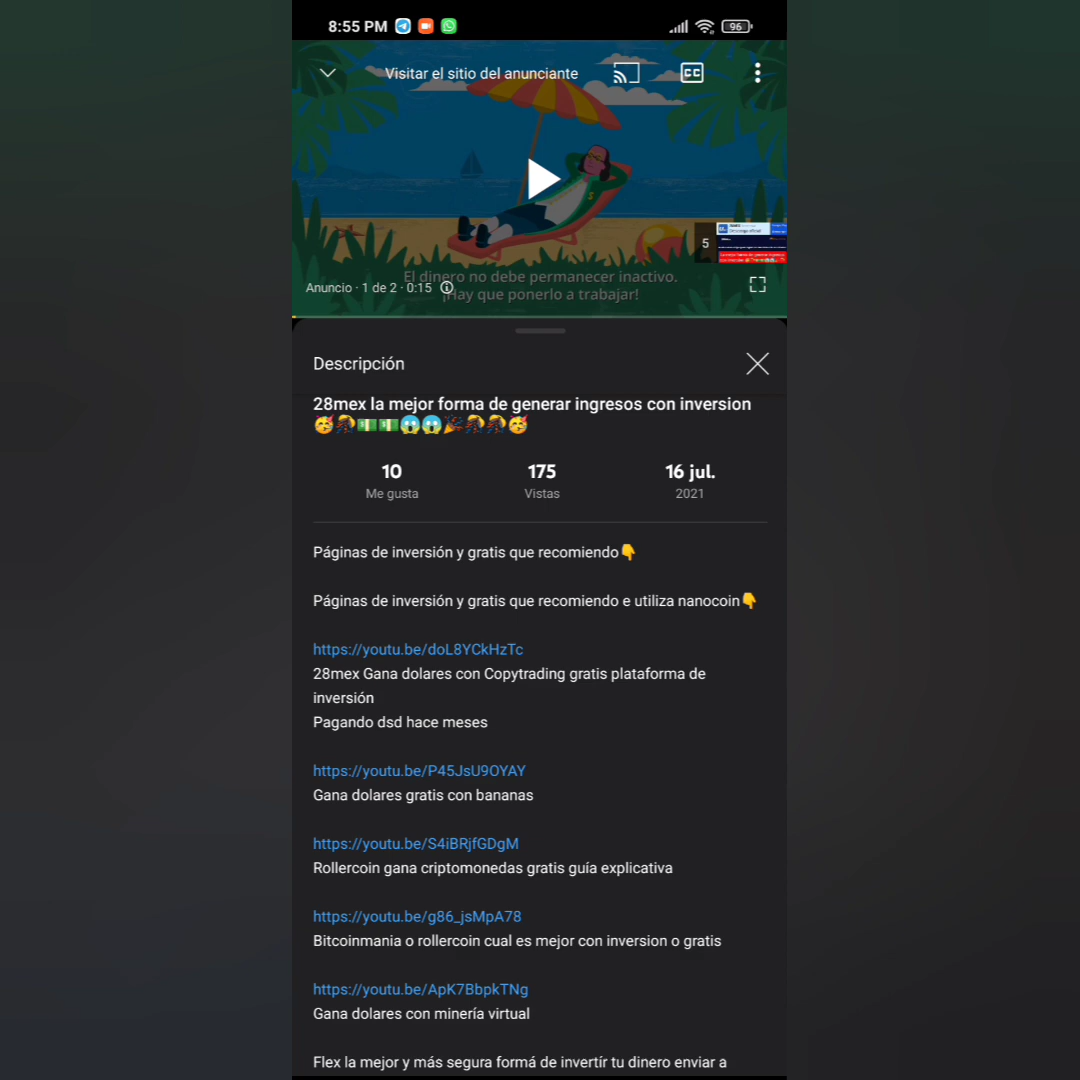 8:55 PM
96
Visitar el sitio del anunciante
CC
5
El dinero no debe permanecer inactivo.
Anuncio · 1 de 2 · 0:15
¡Hay que ponerlo a trabajar!
Descripción
28mex la mejor forma de generar ingresos con inversion
🥳🎊💵💵😱😱🎉🎊🎊🥳
10
Me gusta
175
Vistas
16 jul.
2021
Páginas de inversión y gratis que recomiendo👇
Páginas de inversión y gratis que recomiendo e utiliza nanocoin👇
https://youtu.be/doL8YCkHzTc
28mex Gana dolares con Copytrading gratis plataforma de
inversión
Pagando dsd hace meses
https://youtu.be/P45JsU9OYAY
Gana dolares gratis con bananas
https://youtu.be/S4iBRjfGDgM
Rollercoin gana criptomonedas gratis guía explicativa
https://youtu.be/g86_jsMpA78
Bitcoinmania o rollercoin cual es mejor con inversion o gratis
https://youtu.be/ApK7BbpkTNg
Gana dolares con minería virtual
Flex la mejor y más segura formá de invertír tu dinero enviar a